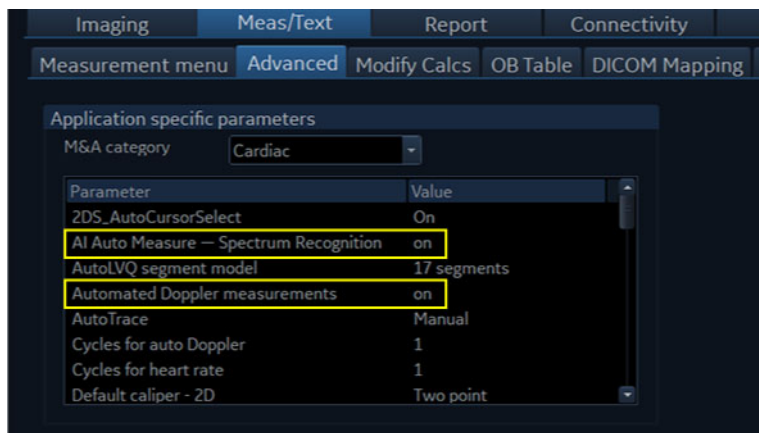 Imaging Meas/Text Report Connectivity
Measurement menu Advanced Modify Calcs OB Table DICOM Mapping
Application specific parameters
M&A category Cardiac
Parameter Value
2DS_AutoCursorSelect On
AI Auto Measure — Spectrum Recognition on
AutoLVQ segment model 17 segments
Automated Doppler measurements on
AutoTrace Manual
Cycles for auto Doppler 1
Cycles for heart rate 1
Default caliper - 2D Two point